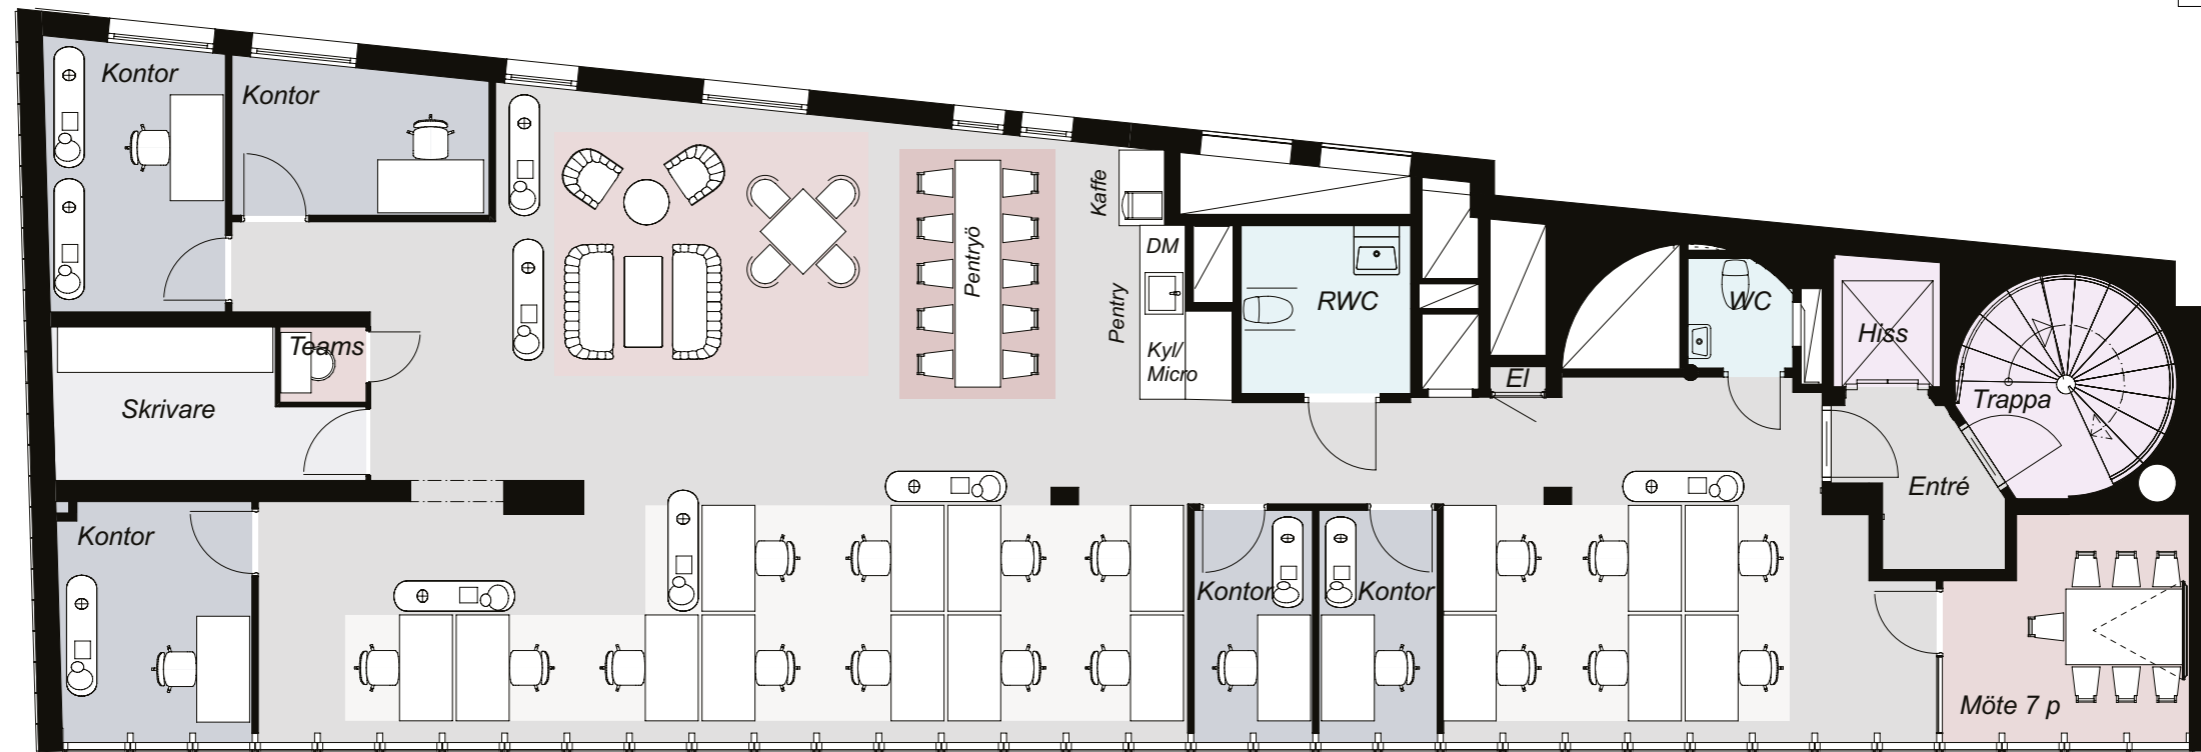 Kontor
Kontor
Kaffe
DM
Pentryö
Pentry
RWC
WC
Hiss
Teams
Kyl/
Micro
El
Trappa
Skrivare
Entré
Kontor
Kontor
Kontor
Möte 7 p